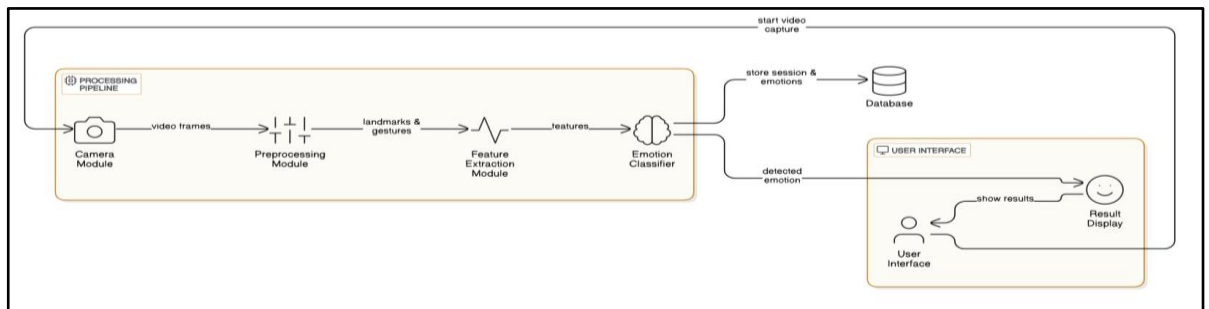 start video
capture
PROCESSING
PIPELINE
store session &
emotions
Database
video frames
landmarks &
gestures
features
Camera
Module
Preprocessing
Module
Feature
Extraction
Module
Emotion
Classifier
USER INTERFACE
detected
emotion
show results
Result
Display
User
Interface